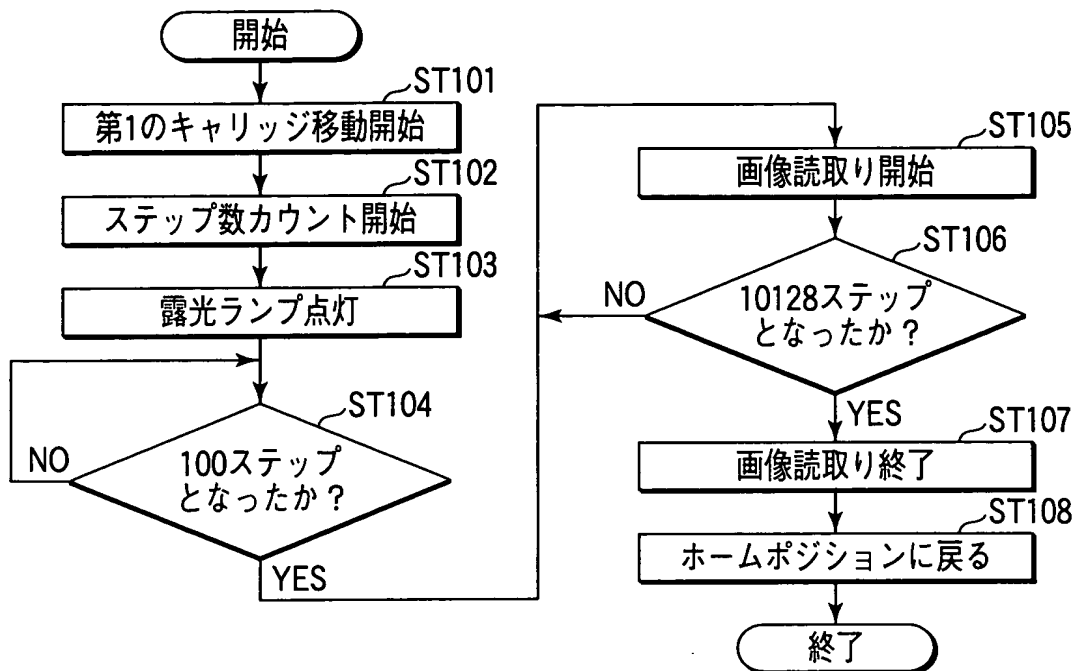 開始
ST101
第1のキャリッジ移動開始
ST102
ステップ数カウント開始
ST103
露光ランプ点灯
ST104
100ステップ
となったか?
NO
YES
ST105
画像読取り開始
ST106
10128ステップ
となったか?
NO
YES
ST107
画像読取り終了
ST108
ホームポジションに戻る
終了